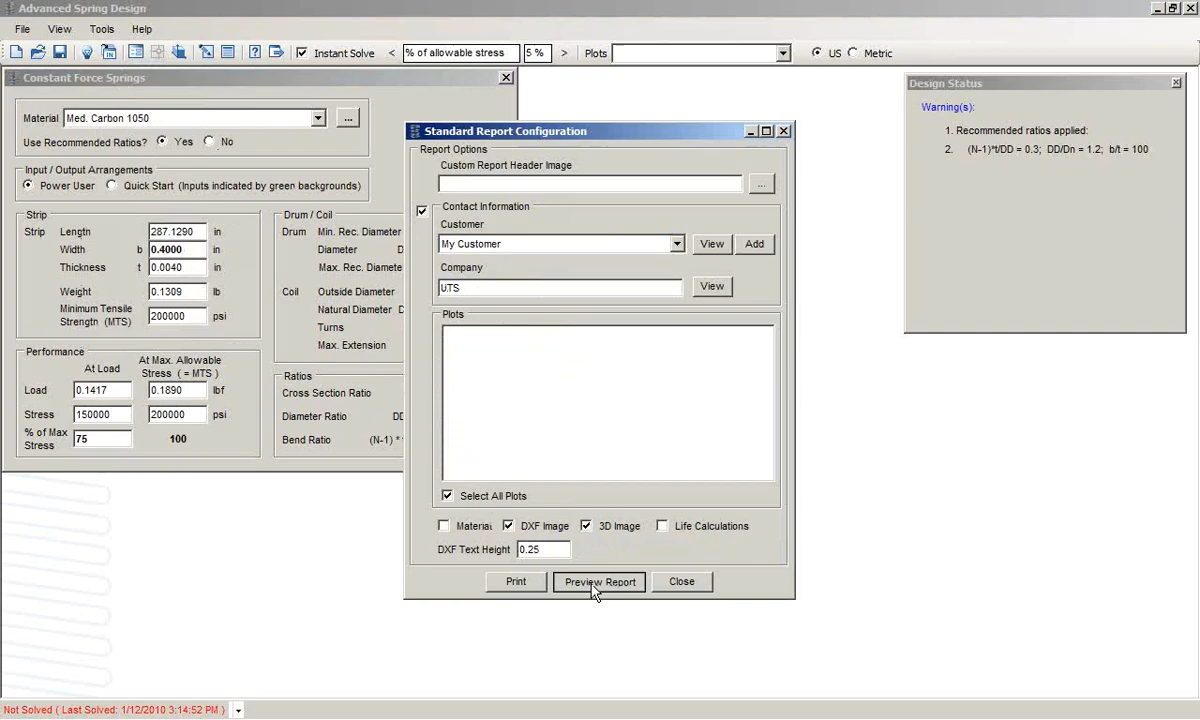 Advanced Spring Design
File View Tools Help
Instant Solve < % of allowable stress 5 % > Plots US Metric
Constant Force Springs
Material Med. Carbon 1050 ...
Use Recommended Ratios? Yes No
Input / Output Arrangements
Power User Quick Start (Inputs indicated by green backgrounds)
Strip
Strip Length 287.1290 in
Width b 0.4000 in
Thickness t 0.0040 in
Weight 0.1309 lb
Minimum Tensile
Strength (MTS) 200000 psi
Drum / Coil
Drum Min. Rec. Diameter
Diameter D
Max. Rec. Diamete
Coil Outside Diameter
Natural Diameter D
Turns
Max. Extension
Performance
At Load
At Max. Allowable
Stress ( = MTS )
Load 0.1417 0.1890 lbf
Stress 150000 200000 psi
% of Max
Stress 75 100
Ratios
Cross Section Ratio
Diameter Ratio DD
Bend Ratio (N-1) *
Standard Report Configuration
Report Options
Custom Report Header Image
...
Contact Information
Customer
My Customer View Add
Company
UTS View
Plots
Select All Plots
Material DXF Image 3D Image Life Calculations
DXF Text Height 0.25
Print Preview Report Close
Design Status
Warning(s):
1. Recommended ratios applied:
2. (N-1)*t/DD = 0.3; DD/Dn = 1.2; b/t = 100
Not Solved ( Last Solved: 1/12/2010 3:14:52 PM )